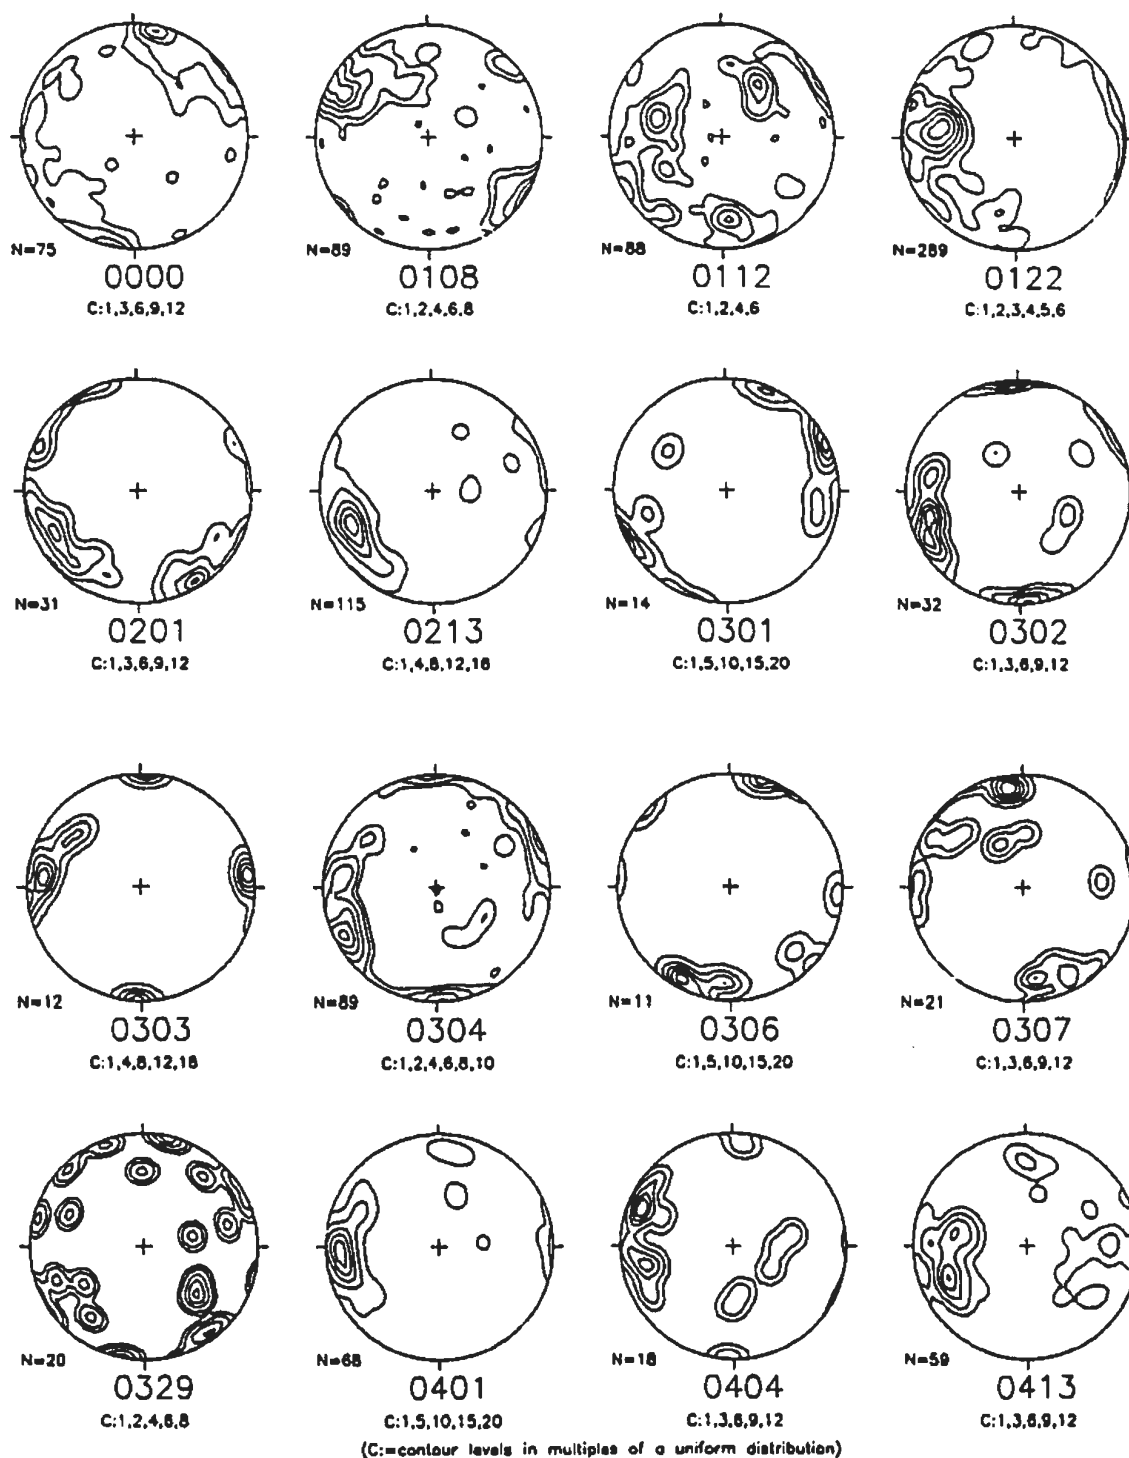 N=75 N=89 N=88 N=289
0000 0108 0112 0122
C:1,3,6,9,12 C:1,2,4,6,8 C:1,2,4,6 C:1,2,3,4,5,6
N=31 N=115 N=14 N=32
0201 0213 0301 0302
C:1,3,6,9,12 C:1,4,8,12,16 C:1,5,10,15,20 C:1,3,6,9,12
N=12 N=89 N=11 N=21
0303 0304 0306 0307
C:1,4,8,12,16 C:1,2,4,6,8,10 C:1,5,10,15,20 C:1,3,6,9,12
N=20 N=68 N=18 N=59
0329 0401 0404 0413
C:1,2,4,6,8 C:1,5,10,15,20 C:1,3,6,9,12 C:1,3,6,9,12
(C:=contour levels in multiples of a uniform distribution)